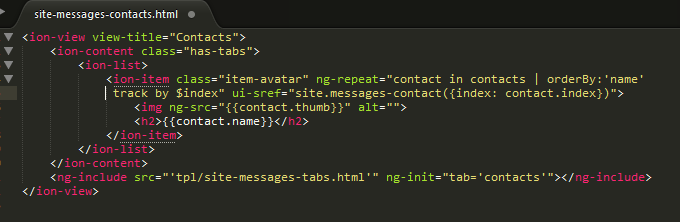 site-messages-contacts.html
<ion-view view-title="Contacts">
<ion-content class="has-tabs">
<ion-list>
<ion-item class="item-avatar" ng-repeat="contact in contacts | orderBy:'name'
track by $index" ui-sref="site.messages-contact({index: contact.index})">
<img ng-src="{{contact.thumb}}" alt="">
<h2>{{contact.name}}</h2>
</ion-item>
</ion-list>
</ion-content>
<ng-include src="'tpl/site-messages-tabs.html'" ng-init="tab='contacts'"></ng-include>
</ion-view>